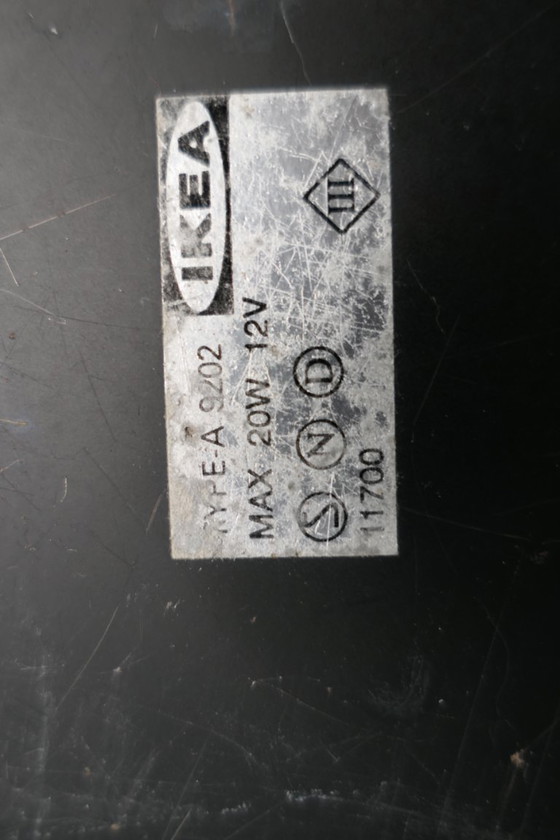 IKEA
TYPE-A 9202
MAX 20W 12V
S N D
11700
III